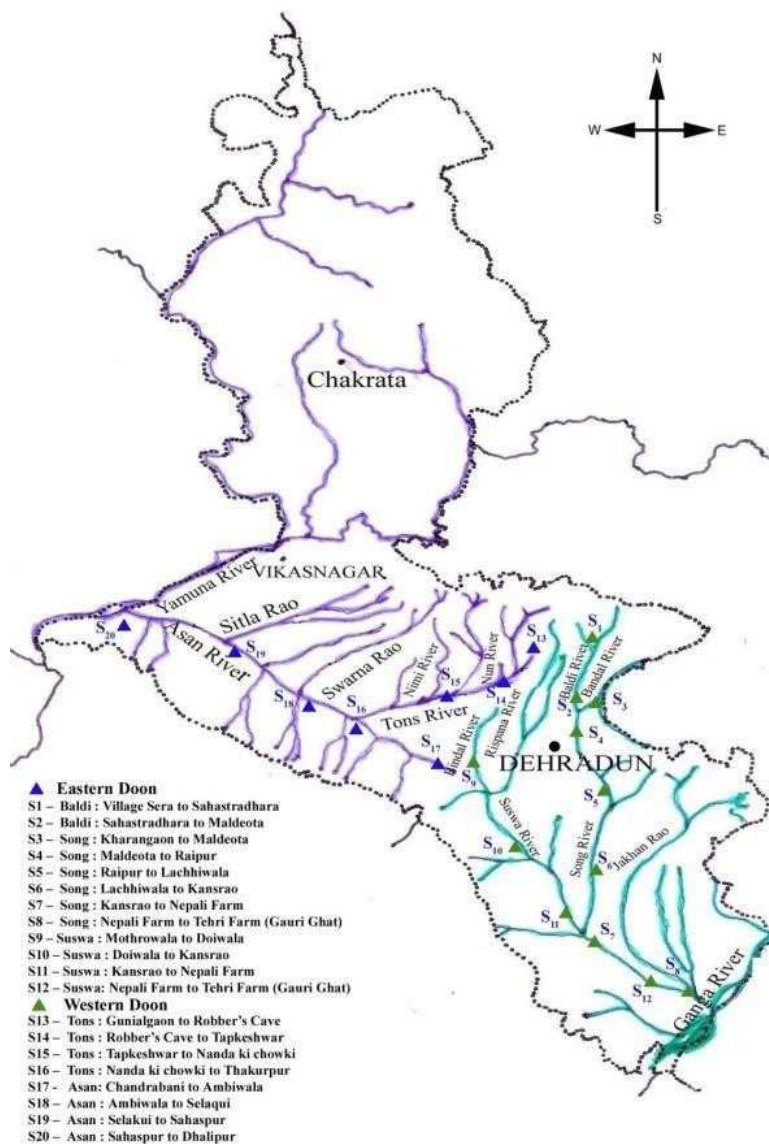 N
W E
S
Chakrata
VIKASNAGAR
Yamuna River
Sitla Rao
S20
Asan River
S19
Swarna Rao
Nimi River
Nun River
S13
S15
S14
S18
S16
Tons River
S17
Bindal River
Rispana River
S9
Baldi River
Bandal River
S1
S2
S3
S4
DEHRADUN
S5
Suswa River
Song River
Jakhan Rao
S10
S6
S11
S7
S8
S12
Ganga River
Eastern Doon
S1 – Baldi : Village Sera to Sahastradhara
S2 – Baldi : Sahastradhara to Maldeota
S3 – Song : Kharangaon to Maldeota
S4 – Song : Maldeota to Raipur
S5 – Song : Raipur to Lachhiwala
S6 – Song : Lachhiwala to Kansrao
S7 – Song : Kansrao to Nepali Farm
S8 – Song : Nepali Farm to Tehri Farm (Gauri Ghat)
S9 – Suswa : Mothrowala to Doiwala
S10 – Suswa : Doiwala to Kansrao
S11 – Suswa : Kansrao to Nepali Farm
S12 – Suswa: Nepali Farm to Tehri Farm (Gauri Ghat)
Western Doon
S13 – Tons : Gunialgaon to Robber's Cave
S14 – Tons : Robber's Cave to Tapkeshwar
S15 – Tons : Tapkeshwar to Nanda ki chowki
S16 – Tons : Nanda ki chowki to Thakurpur
S17 - Asan: Chandrabani to Ambiwala
S18 – Asan : Ambiwala to Selaqui
S19 – Asan : Selakui to Sahaspur
S20 – Asan : Sahaspur to Dhalipur